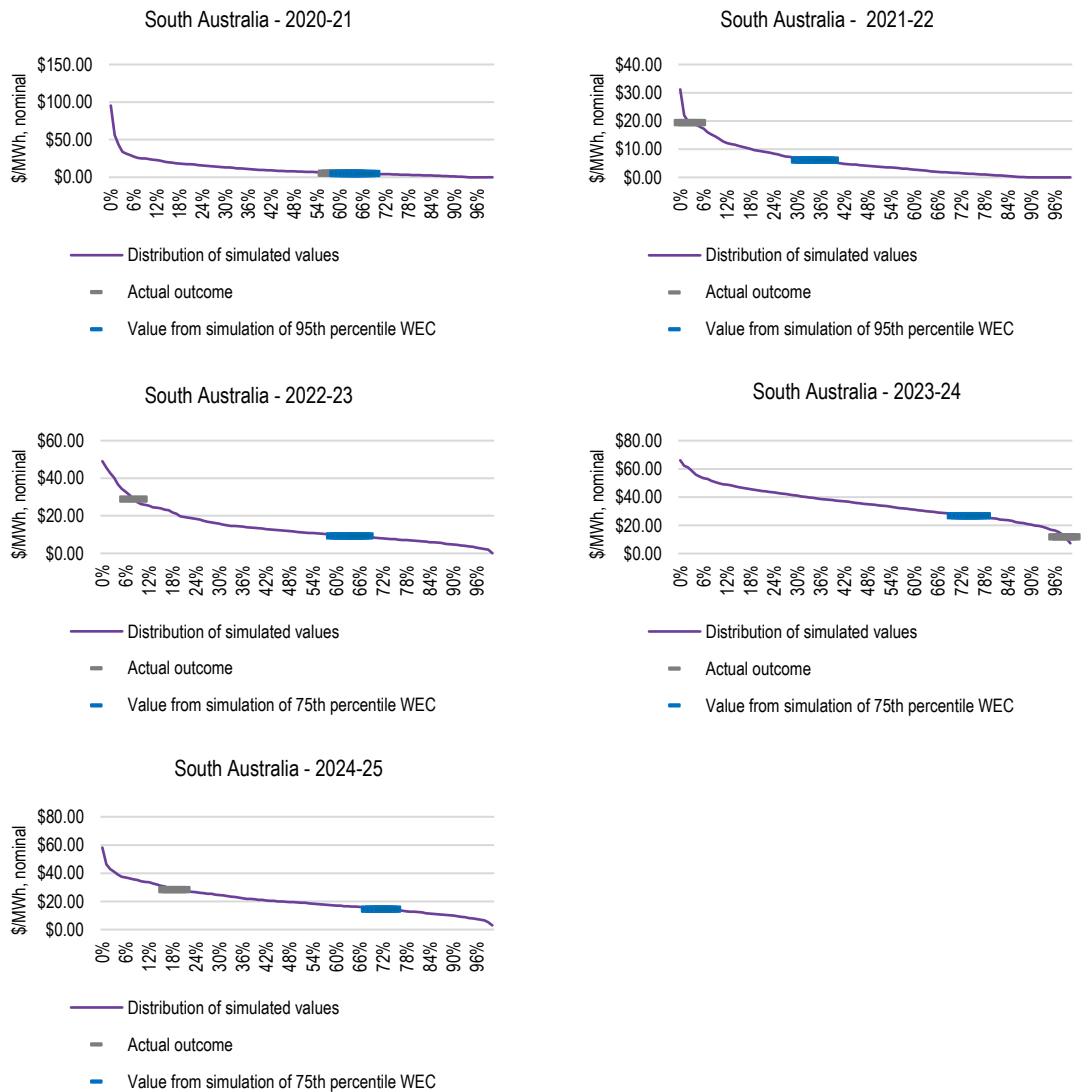 South Australia - 2020-21
$/MWh, nominal
$150.00
$100.00
$50.00
$0.00
0% 6% 12% 18% 24% 30% 36% 42% 48% 54% 60% 66% 72% 78% 84% 90% 96%
Distribution of simulated values
Actual outcome
Value from simulation of 95th percentile WEC
South Australia - 2021-22
$/MWh, nominal
$40.00
$30.00
$20.00
$10.00
$0.00
0% 6% 12% 18% 24% 30% 36% 42% 48% 54% 60% 66% 72% 78% 84% 90% 96%
Distribution of simulated values
Actual outcome
Value from simulation of 95th percentile WEC
South Australia - 2022-23
$/MWh, nominal
$60.00
$40.00
$20.00
$0.00
0% 6% 12% 18% 24% 30% 36% 42% 48% 54% 60% 66% 72% 78% 84% 90% 96%
Distribution of simulated values
Actual outcome
Value from simulation of 75th percentile WEC
South Australia - 2023-24
$/MWh, nominal
$80.00
$60.00
$40.00
$20.00
$0.00
0% 6% 12% 18% 24% 30% 36% 42% 48% 54% 60% 66% 72% 78% 84% 90% 96%
Distribution of simulated values
Actual outcome
Value from simulation of 75th percentile WEC
South Australia - 2024-25
$/MWh, nominal
$80.00
$60.00
$40.00
$20.00
$0.00
0% 6% 12% 18% 24% 30% 36% 42% 48% 54% 60% 66% 72% 78% 84% 90% 96%
Distribution of simulated values
Actual outcome
Value from simulation of 75th percentile WEC